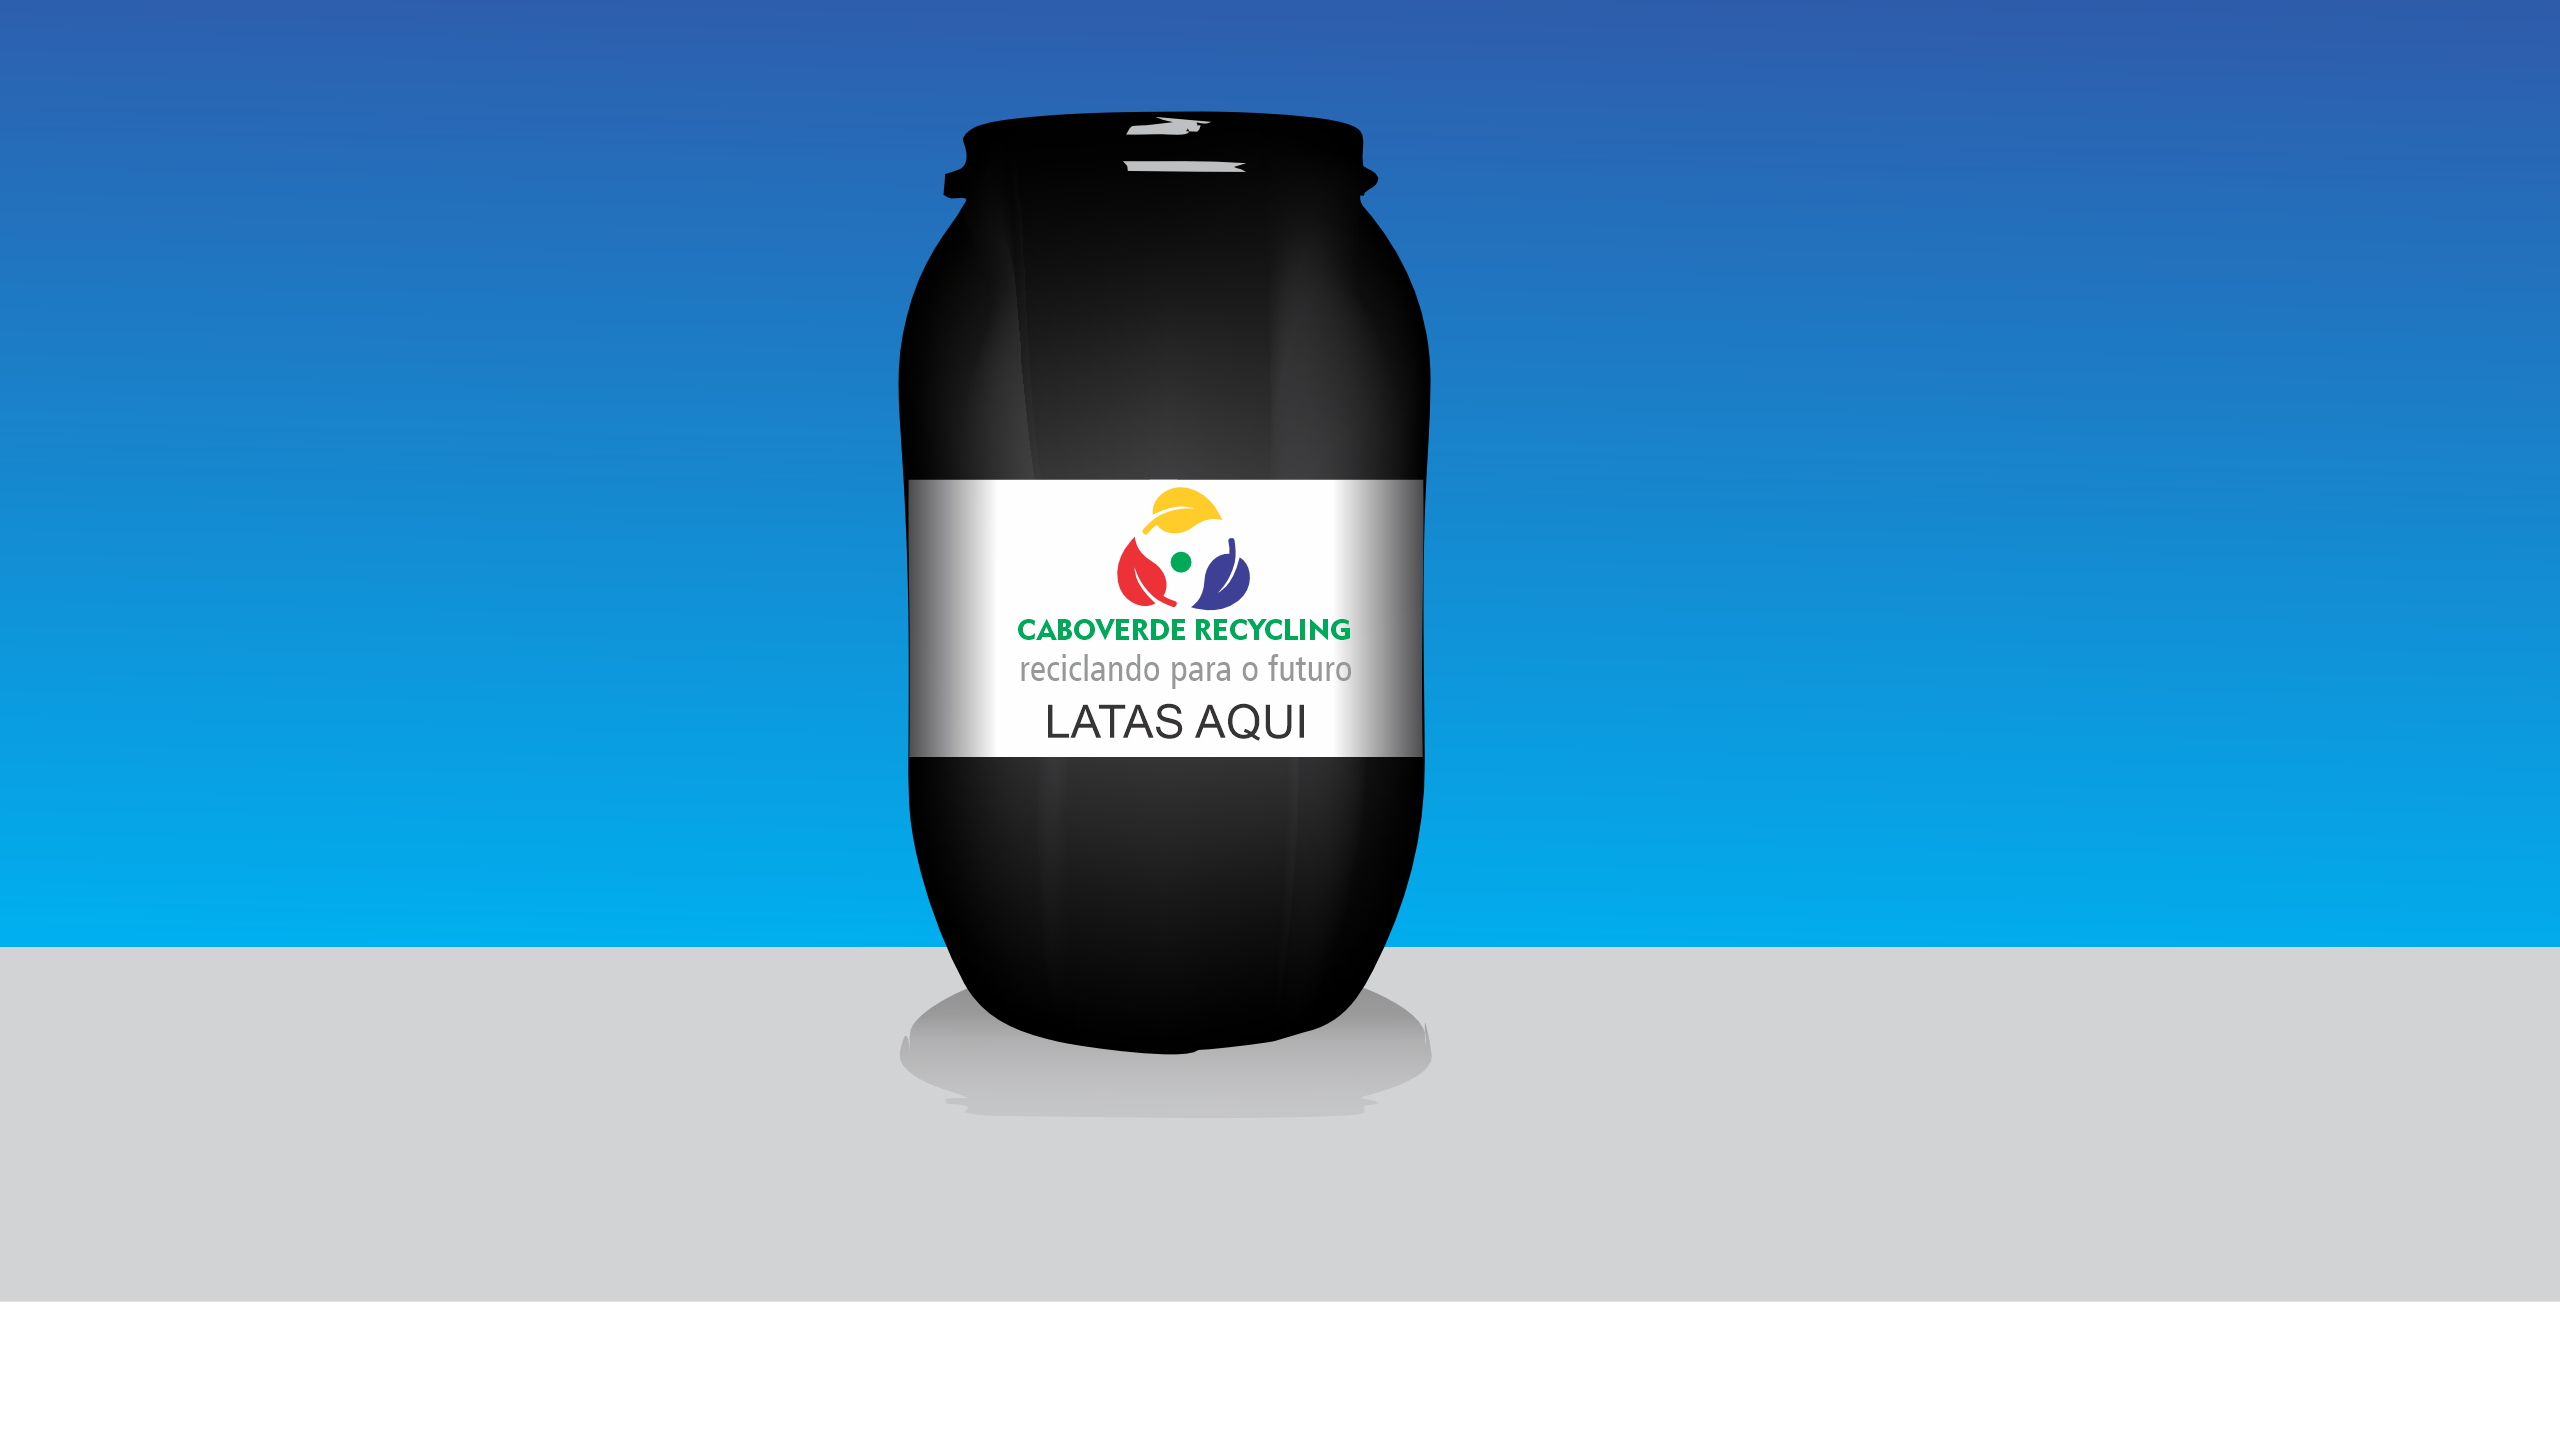 CABOVERDE RECYCLING
reciclando para o futuro
LATAS AQUI